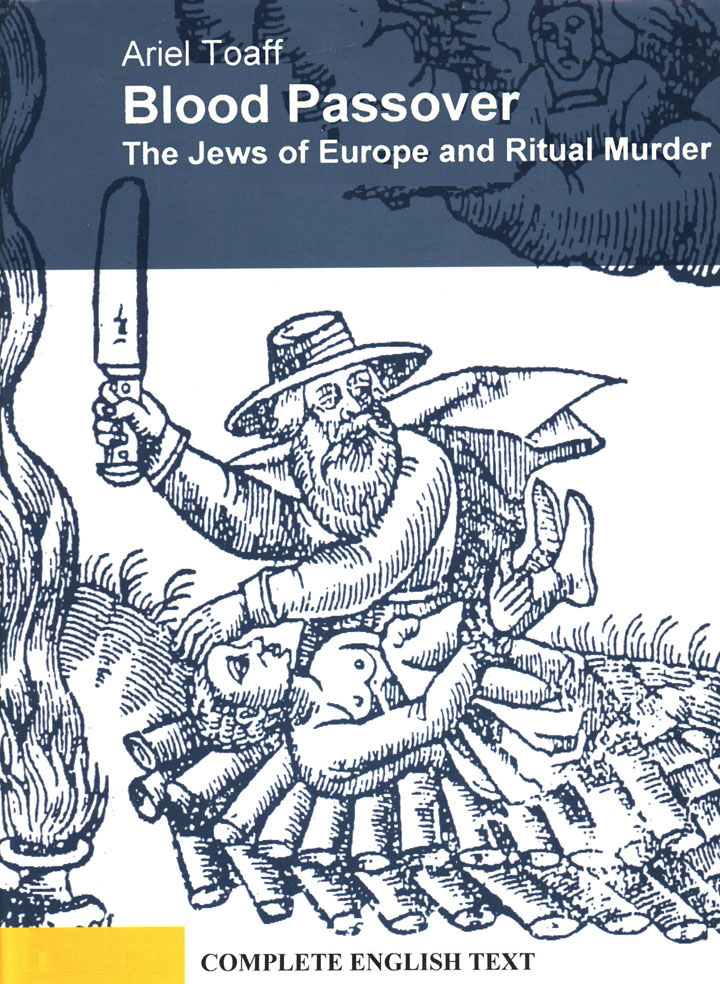 Ariel Toaff
Blood Passover
The Jews of Europe and Ritual Murder
COMPLETE ENGLISH TEXT